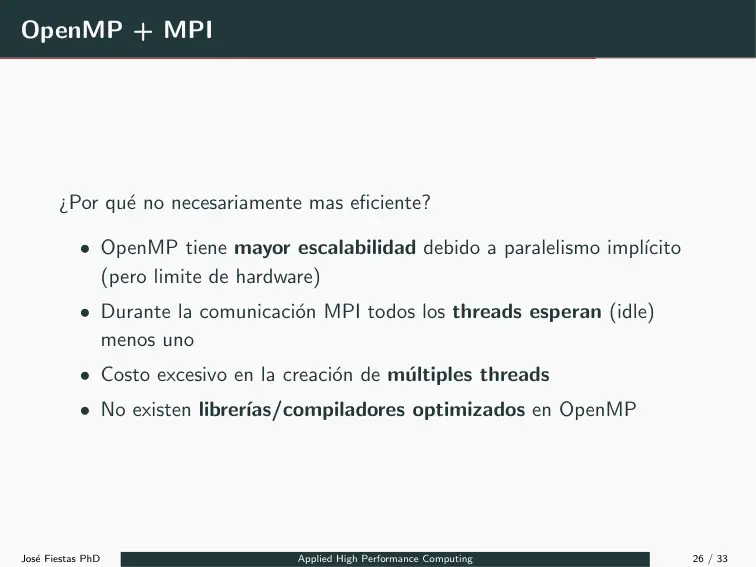 OpenMP + MPI
¿Por qué no necesariamente mas eficiente?
• OpenMP tiene mayor escalabilidad debido a paralelismo implícito
(pero limite de hardware)
• Durante la comunicación MPI todos los threads esperan (idle)
menos uno
• Costo excesivo en la creación de múltiples threads
• No existen librerías/compiladores optimizados en OpenMP
José Fiestas PhD
Applied High Performance Computing
26 / 33